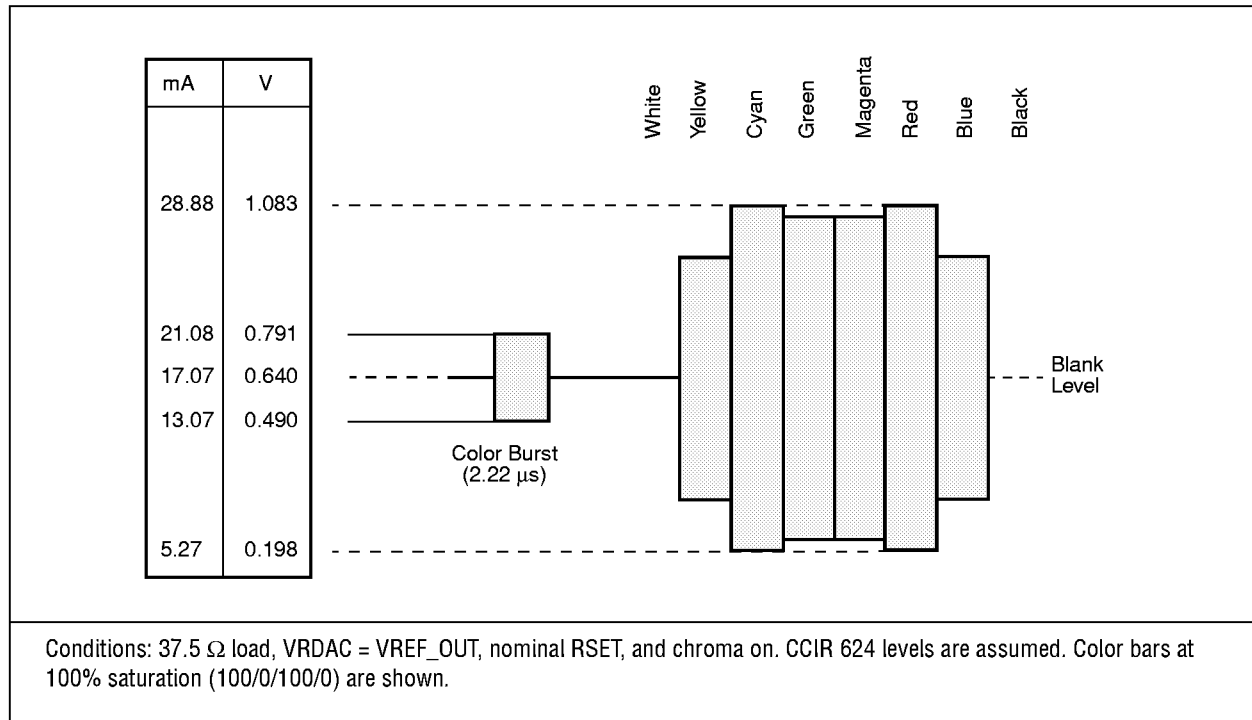 mA V
28.88 1.083
21.08 0.791
17.07 0.640
13.07 0.490
5.27 0.198
White
Yellow
Cyan
Green
Magenta
Red
Blue
Black
Color Burst
(2.22 μs)
Blank
Level
Conditions: 37.5 Ω load, VRDAC = VREF_OUT, nominal RSET, and chroma on. CCIR 624 levels are assumed. Color bars at
100% saturation (100/0/100/0) are shown.